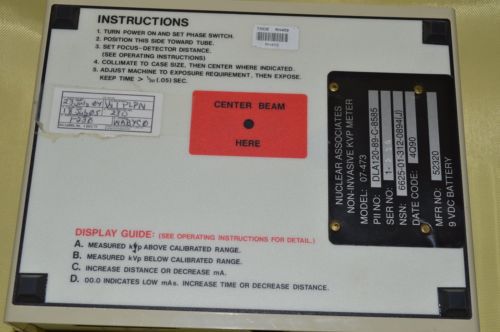 INSTRUCTIONS
1. TURN POWER ON AND SET PHASE SWITCH.
2. POSITION THIS SIDE TOWARD TUBE.
3. SET FOCUS-DETECTOR DISTANCE.
(SEE OPERATING INSTRUCTIONS)
4. COLLIMATE TO CASE SIZE, THEN CENTER WHERE INDICATED.
5. ADJUST MACHINE TO EXPOSURE REQUIREMENT, THEN EXPOSE.
KEEP TIME > 1/20 (.05) SEC.
CENTER BEAM
HERE
NUCLEAR ASSOCIATES
NON-INVASIVE KVP METER
MODEL: 07-473
PII NO: DLA120-89-C-8585
SER NO: 1-
NSN: 6625-01-312-0894(J)
DATE CODE: 4Q90
MFR NO: 52320
9 VDC BATTERY
DISPLAY GUIDE: (SEE OPERATING INSTRUCTIONS FOR DETAIL.)
A. MEASURED kVp ABOVE CALIBRATED RANGE.
B. MEASURED kVp BELOW CALIBRATED RANGE.
C. INCREASE DISTANCE OR DECREASE mA.
D. 00.0 INDICATES LOW mAs. INCREASE TIME OR DECREASE DISTANCE.